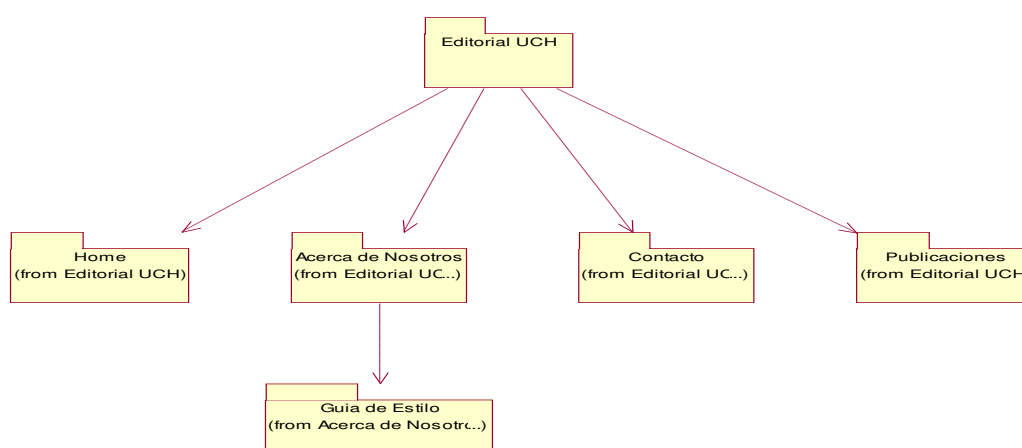 Editorial UCH
Home
(from Editorial UCH)
Acerca de Nosotros
(from Editorial UC...)
Contacto
(from Editorial UC...)
Publicaciones
(from Editorial UCH
Guia de Estilo
(from Acerca de Nosotr...)